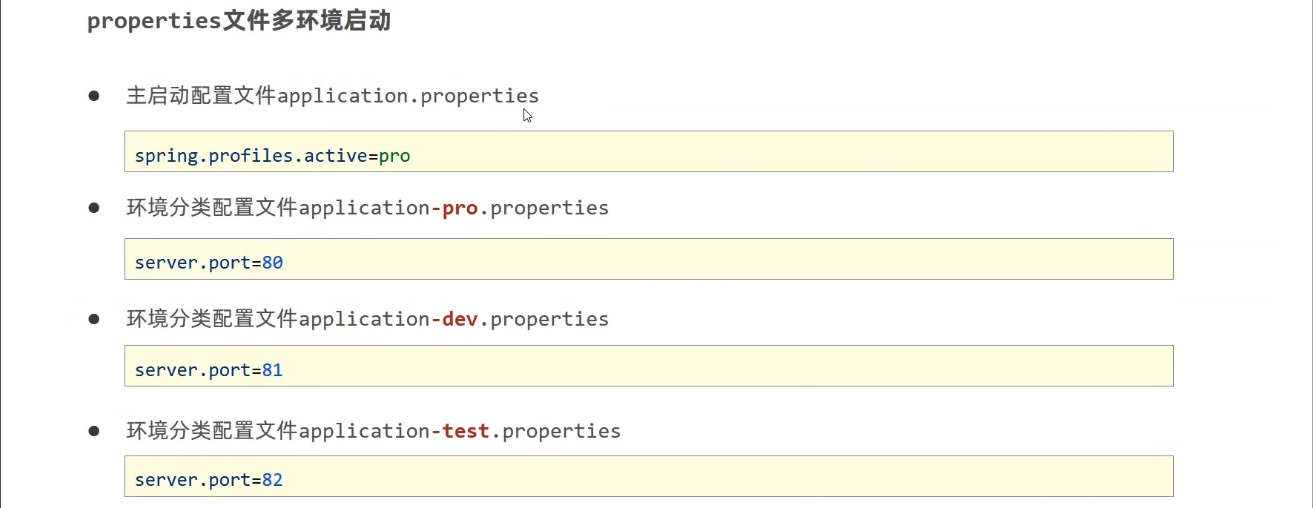 properties文件多环境启动
主启动配置文件application.properties
spring.profiles.active=pro
环境分类配置文件application-pro.properties
server.port=80
环境分类配置文件application-dev.properties
server.port=81
环境分类配置文件application-test.properties
server.port=82